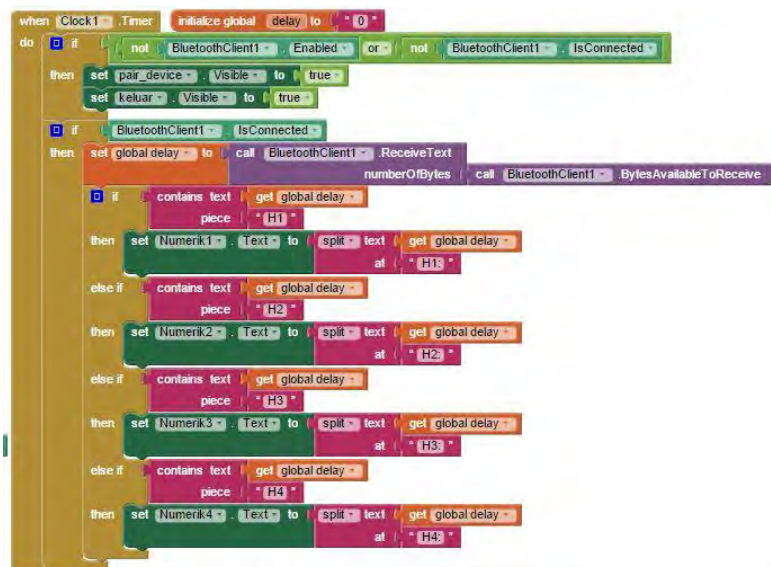 when Clock1 .Timer initialize global delay to " 0 "
do if not BluetoothClient1 . Enabled or not BluetoothClient1 . IsConnected
then set pair_device . Visible to true
set keluar . Visible to true
if BluetoothClient1 . IsConnected
then set global delay to call BluetoothClient1 .ReceiveText
numberOfBytes call BluetoothClient1 .BytesAvailableToReceive
if contains text get global delay
piece " H1 "
then set Numerik1 . Text to split text get global delay
at " H1: "
else if contains text get global delay
piece " H2 "
then set Numerik2 . Text to split text get global delay
at " H2: "
else if contains text get global delay
piece " H3 "
then set Numerik3 . Text to split text get global delay
at " H3: "
else if contains text get global delay
piece " H4 "
then set Numerik4 . Text to split text get global delay
at " H4: "